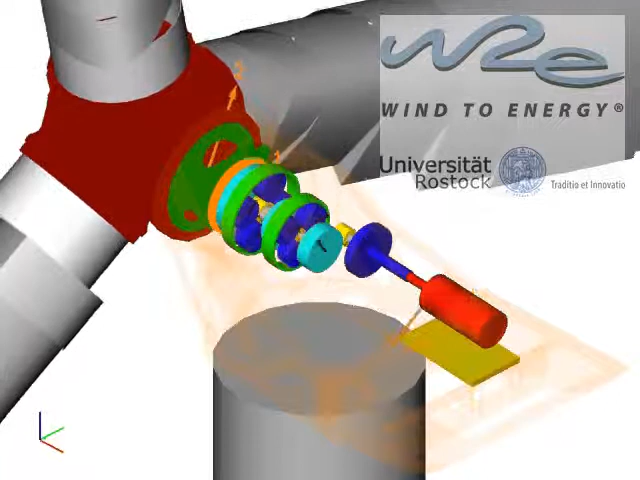 w2e
WIND TO ENERGY®
Universität
Rostock
Traditio et Innovatio